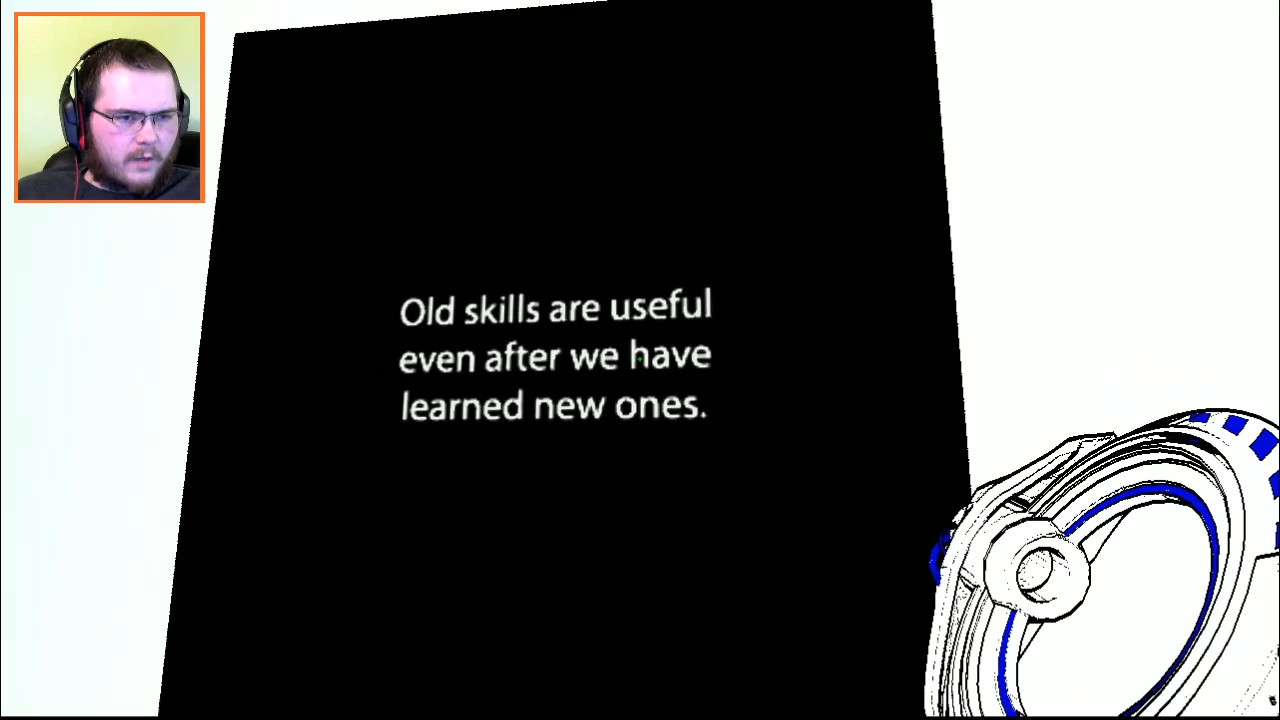 Old skills are useful
even after we have
learned new ones.